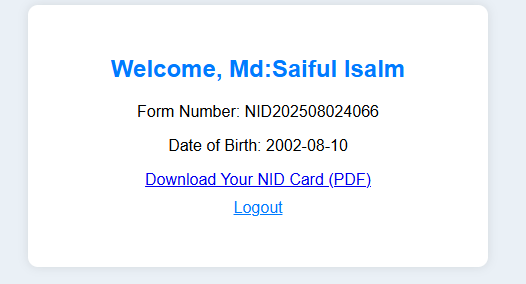 Welcome, Md:Saiful Isalm
Form Number: NID202508024066
Date of Birth: 2002-08-10
Download Your NID Card (PDF)
Logout